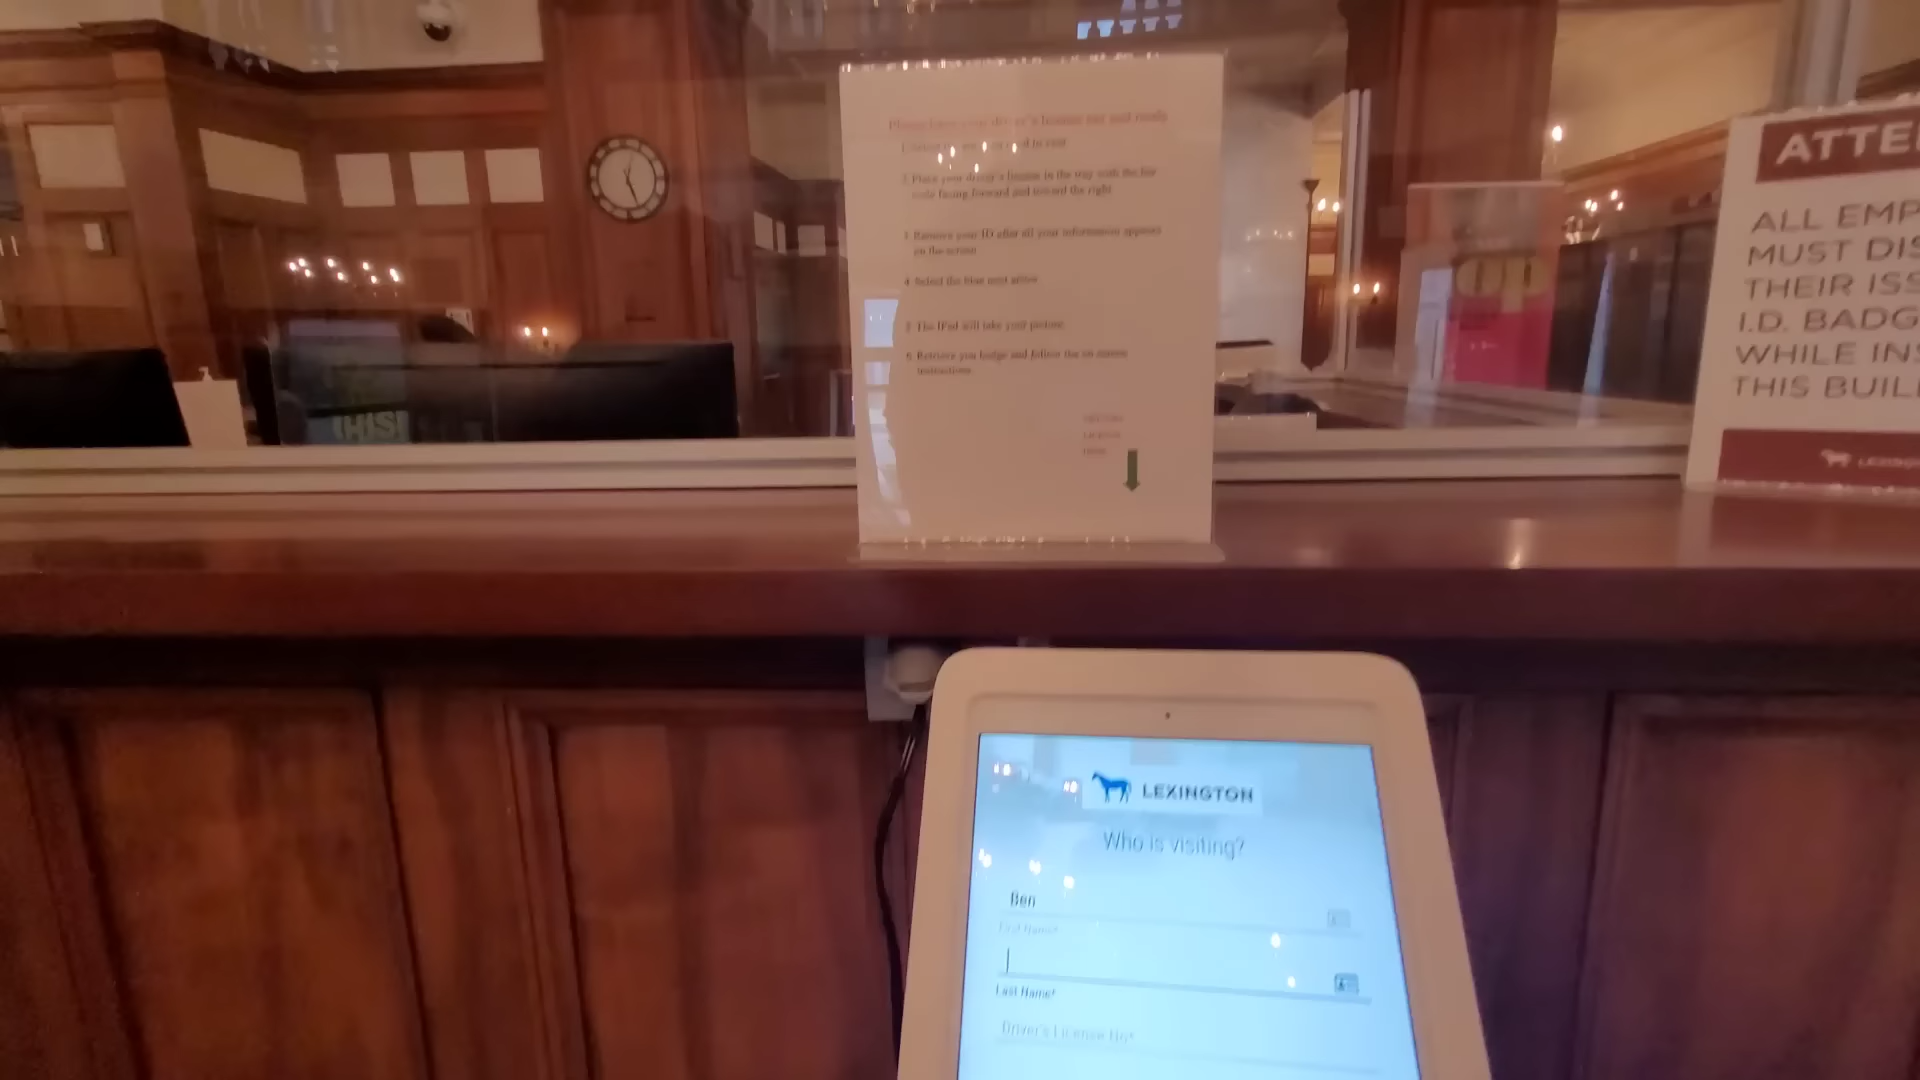 Please have your driver's license out and ready
2. Place your driver's license in the tray with the bar
code facing forward and toward the right
3. Remove your ID after all your information appears
on the screen
4. Select the blue next arrow
5. The iPad will take your picture.
6. Retrieve you badge and follow the on screen
instructions.
ATTE
ALL EMP
MUST DIS
THEIR ISS
I.D. BADG
WHILE INS
THIS BUIL
LEXING
op
THIS!
LEXINGTON
Who is visiting?
Ben
First Name*
Last Name*
Driver's License No*